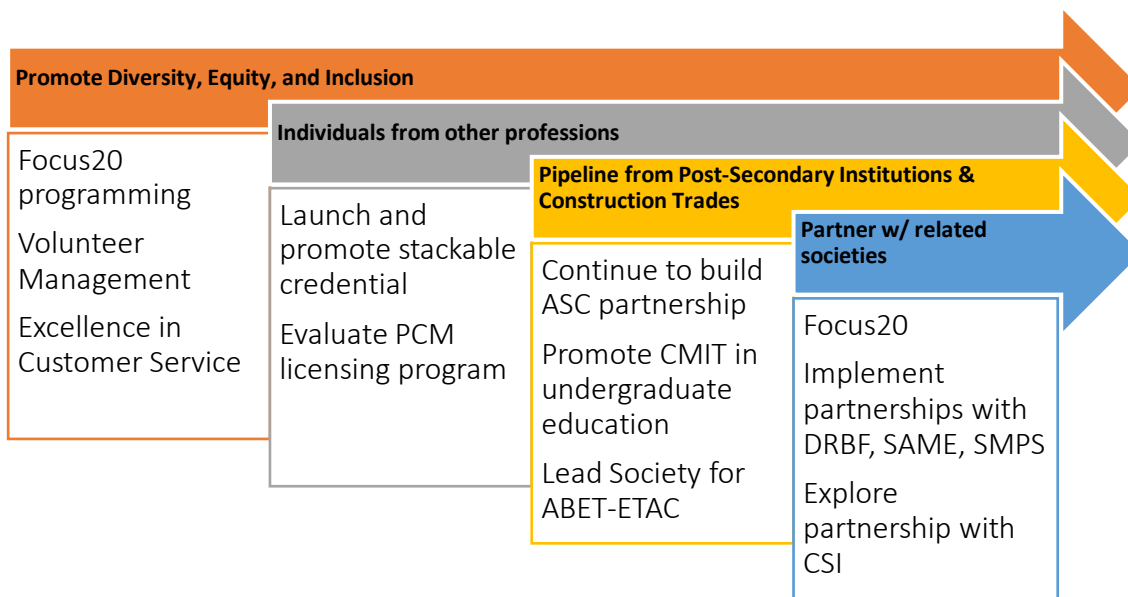 Promote Diversity, Equity, and Inclusion
Focus20
programming
Volunteer
Management
Excellence in
Customer Service
Individuals from other professions
Launch and
promote stackable
credential
Evaluate PCM
licensing program
Pipeline from Post-Secondary Institutions &
Construction Trades
Continue to build
ASC partnership
Promote CMIT in
undergraduate
education
Lead Society for
ABET-ETAC
Partner w/ related
societies
Focus20
Implement
partnerships with
DRBF, SAME, SMPS
Explore
partnership with
CSI